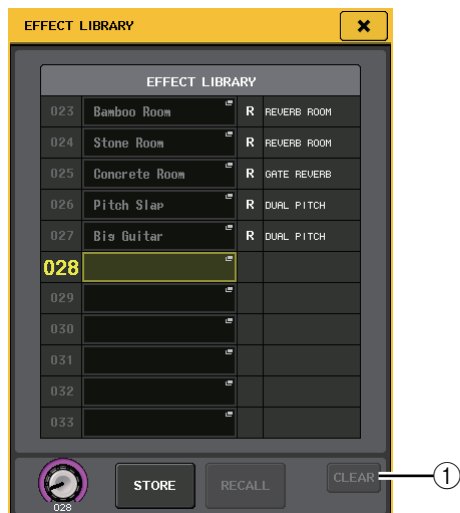 EFFECT LIBRARY
EFFECT LIBRARY
023 Bamboo Room R REVERB ROOM
024 Stone Room R REVERB ROOM
025 Concrete Room R GATE REVERB
026 Pitch Slap R DUAL PITCH
027 Big Guitar R DUAL PITCH
028
029
030
031
032
033
028 STORE RECALL CLEAR 1